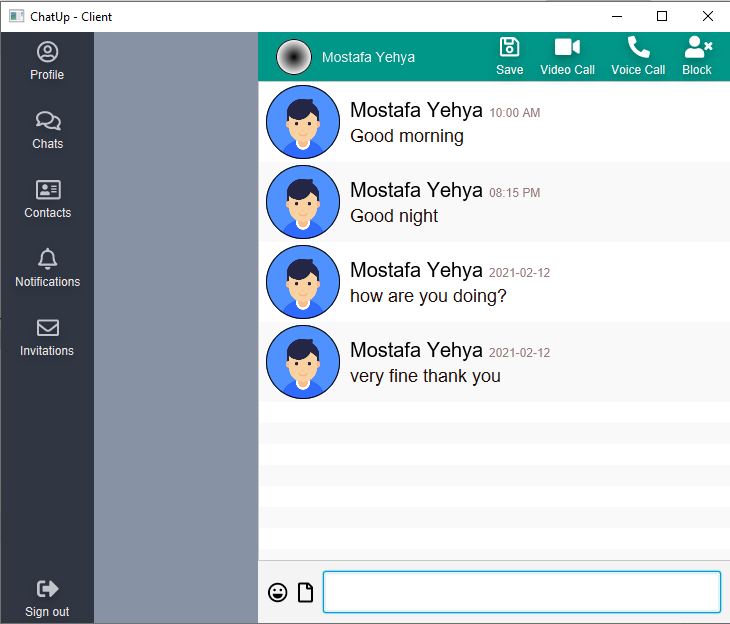 ChatUp - Client
Profile
Chats
Contacts
Notifications
Invitations
Sign out
Mostafa Yehya
Save
Video Call
Voice Call
Block
Mostafa Yehya 10:00 AM
Good morning
Mostafa Yehya 08:15 PM
Good night
Mostafa Yehya 2021-02-12
how are you doing?
Mostafa Yehya 2021-02-12
very fine thank you